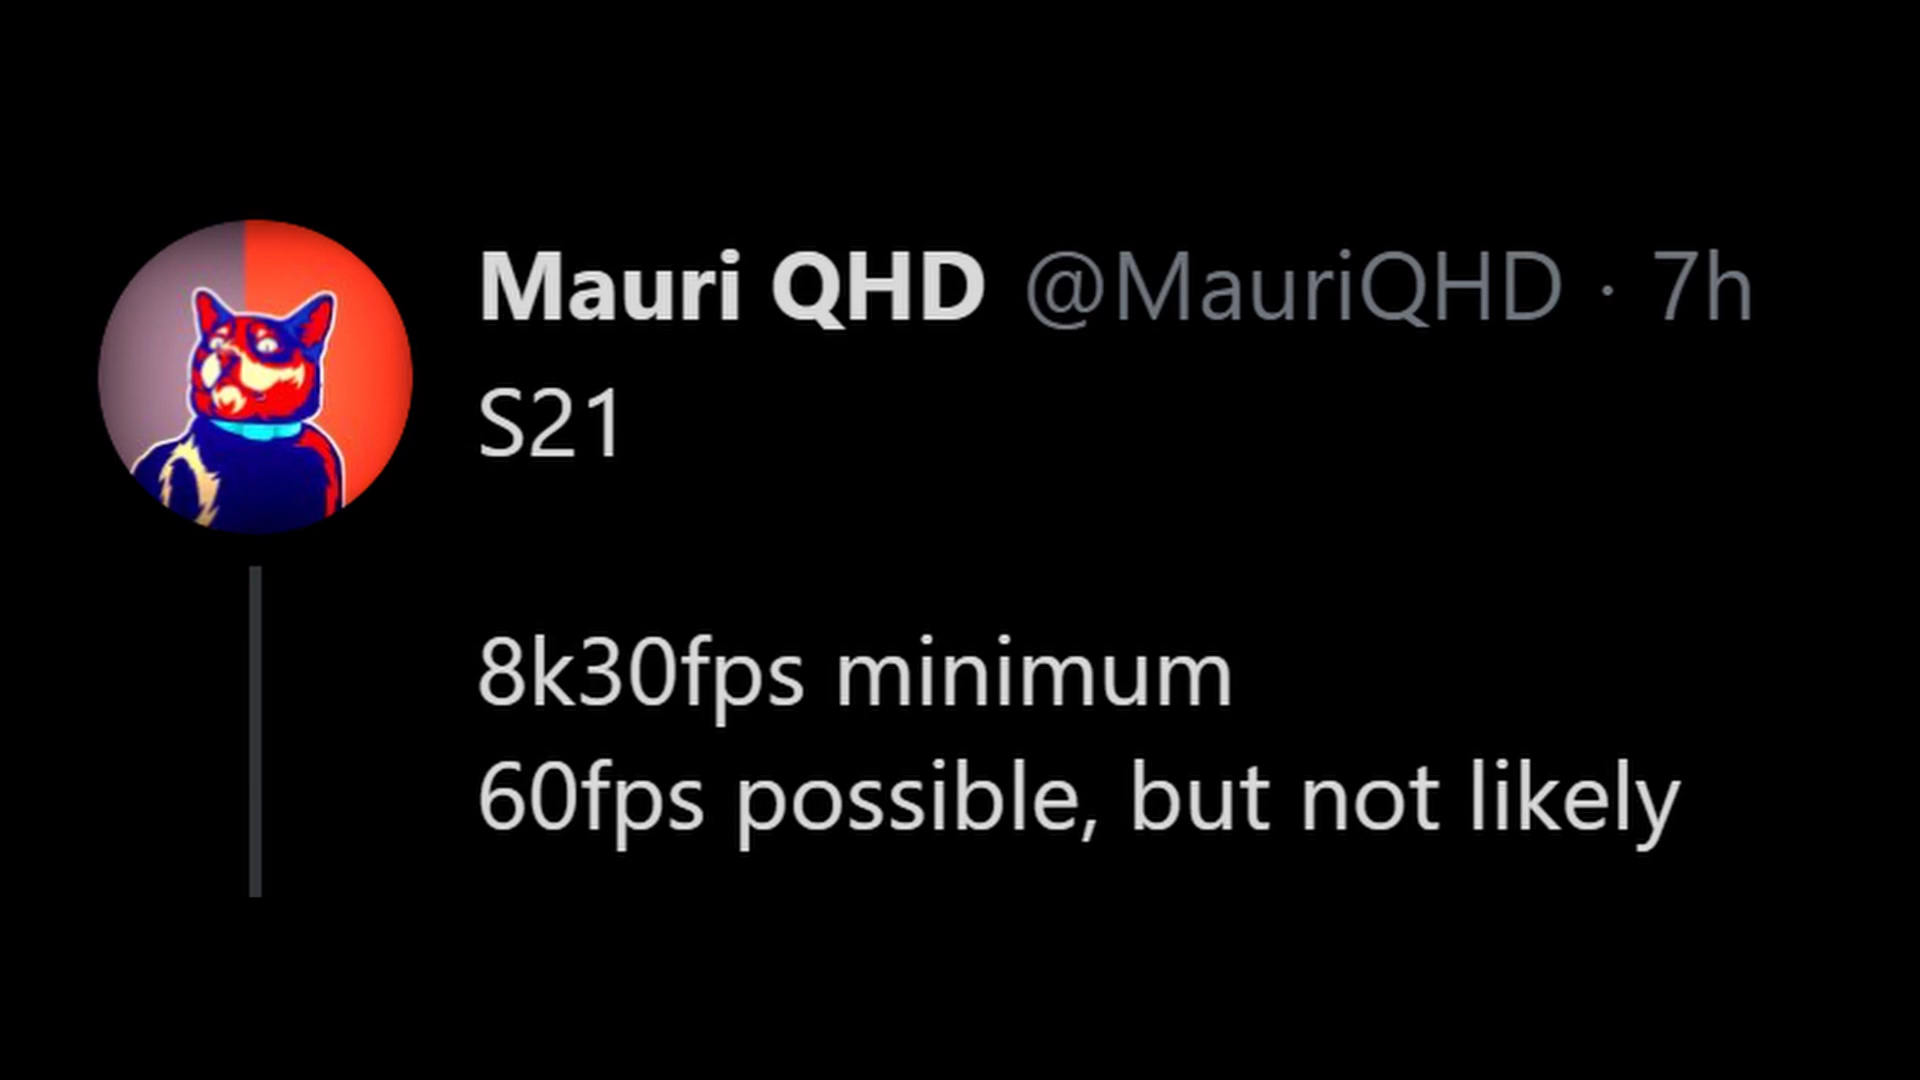 Mauri QHD @MauriQHD · 7h
S21
8k30fps minimum
60fps possible, but not likely